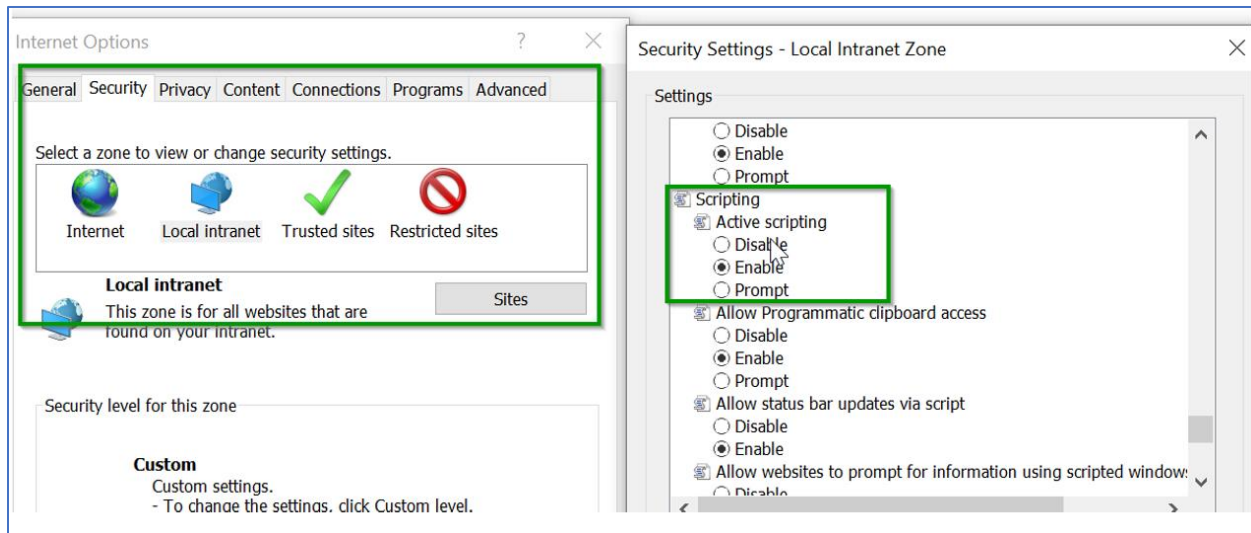 Internet Options ?
General Security Privacy Content Connections Programs Advanced
Select a zone to view or change security settings.
Internet Local intranet Trusted sites Restricted sites
Local intranet
Sites
This zone is for all websites that are
found on your intranet.
Security level for this zone
Custom
Custom settings.
- To change the settings, click Custom level.
Security Settings - Local Intranet Zone
Settings
Disable
Enable
Prompt
Scripting
Active scripting
Disable
Enable
Prompt
Allow Programmatic clipboard access
Disable
Enable
Prompt
Allow status bar updates via script
Disable
Enable
Allow websites to prompt for information using scripted window
Disable